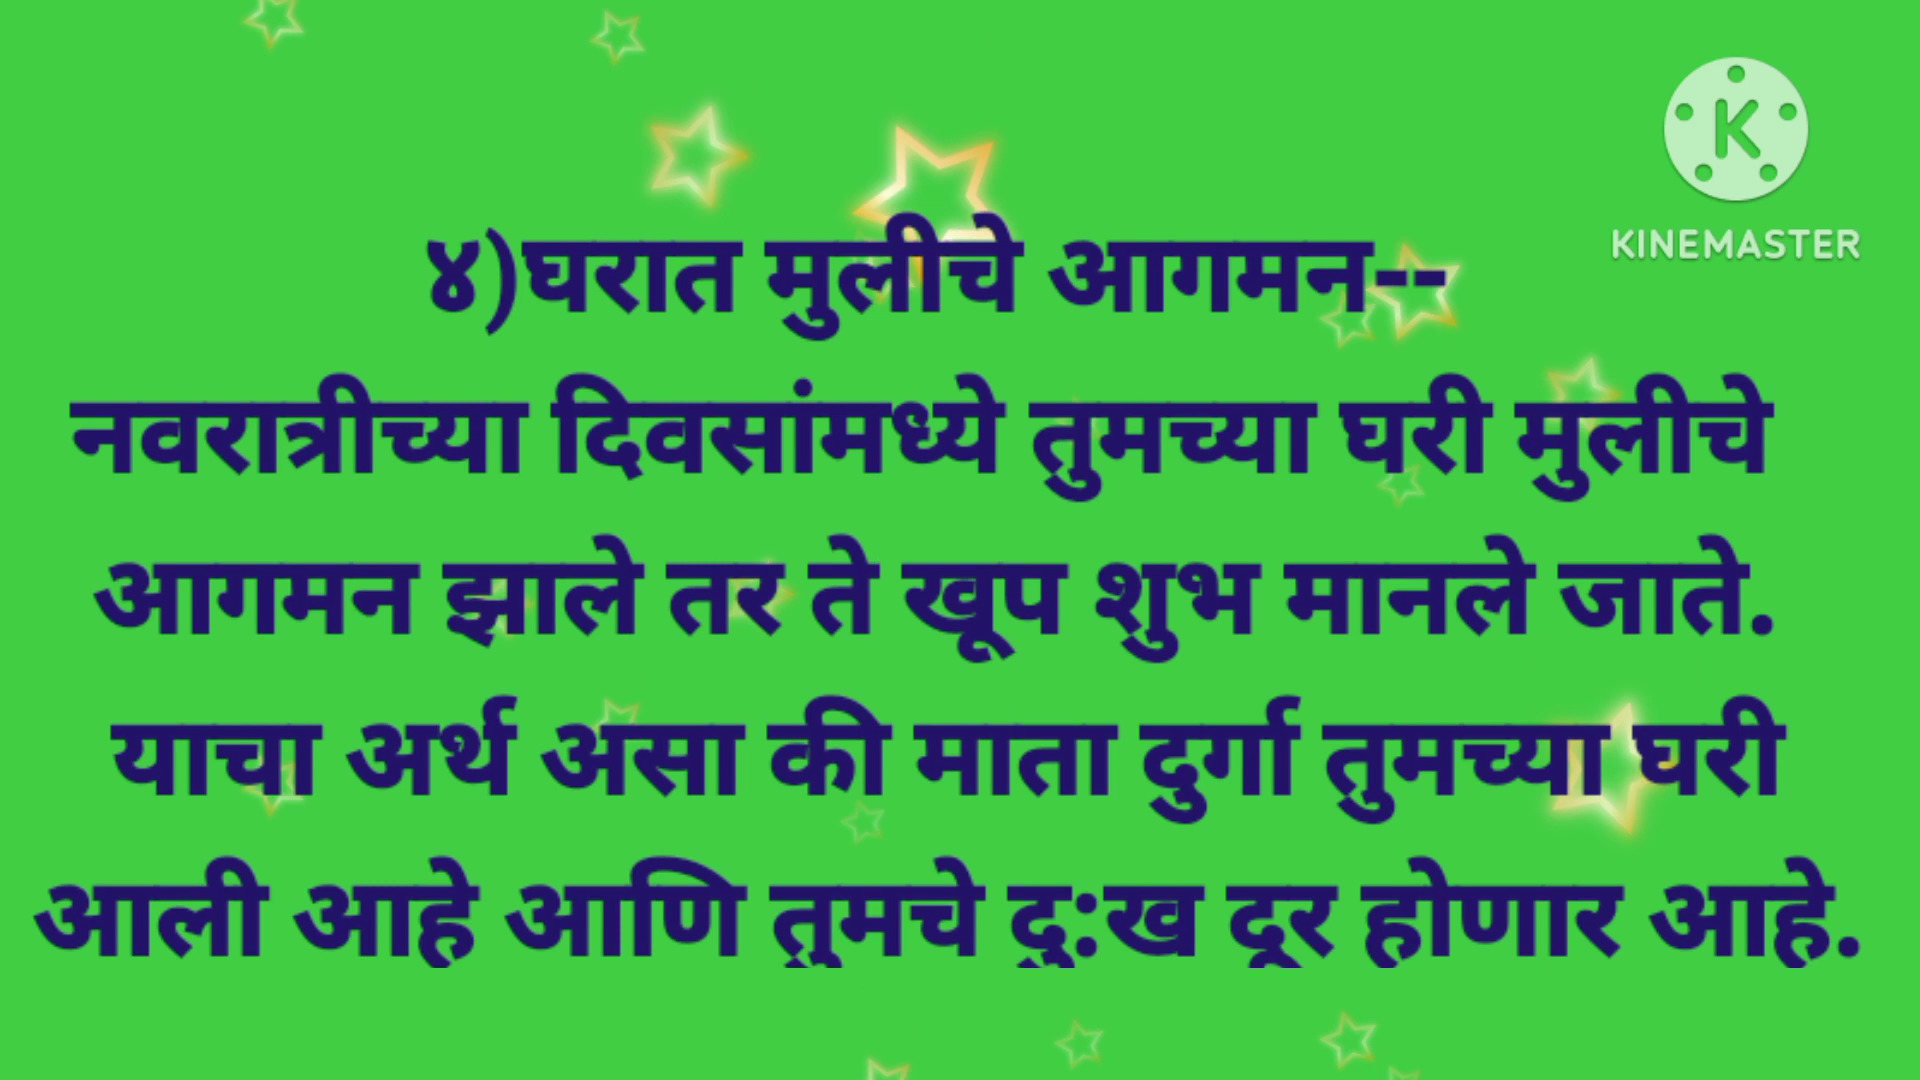 KINEMASTER
४)घरात मुलीचे आगमन--
नवरात्रीच्या दिवसांमध्ये तुमच्या घरी मुलीचे
आगमन झाले तर ते खूप शुभ मानले जाते.
याचा अर्थ असा की माता दुर्गा तुमच्या घरी
आली आहे आणि तुमचे दु:ख दूर होणार आहे.